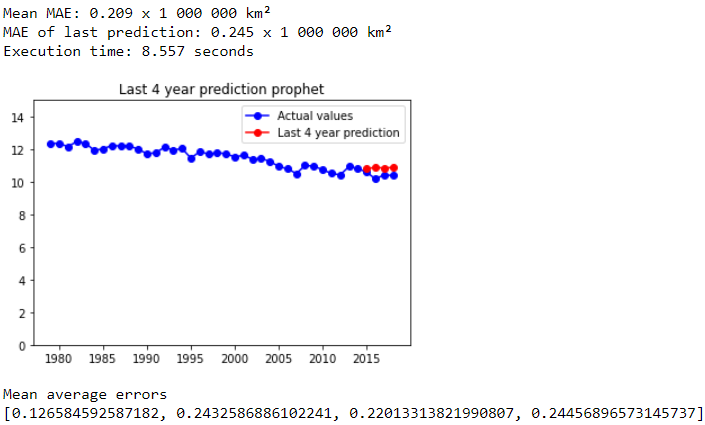 Mean MAE: 0.209 x 1 000 000 km²
MAE of last prediction: 0.245 x 1 000 000 km²
Execution time: 8.557 seconds
Last 4 year prediction prophet
Actual values
Last 4 year prediction
14
12
10
8
6
4
2
0
1980 1985 1990 1995 2000 2005 2010 2015
Mean average errors
[0.126584592587182, 0.2432586886102241, 0.22013313821990807, 0.24456896573145737]